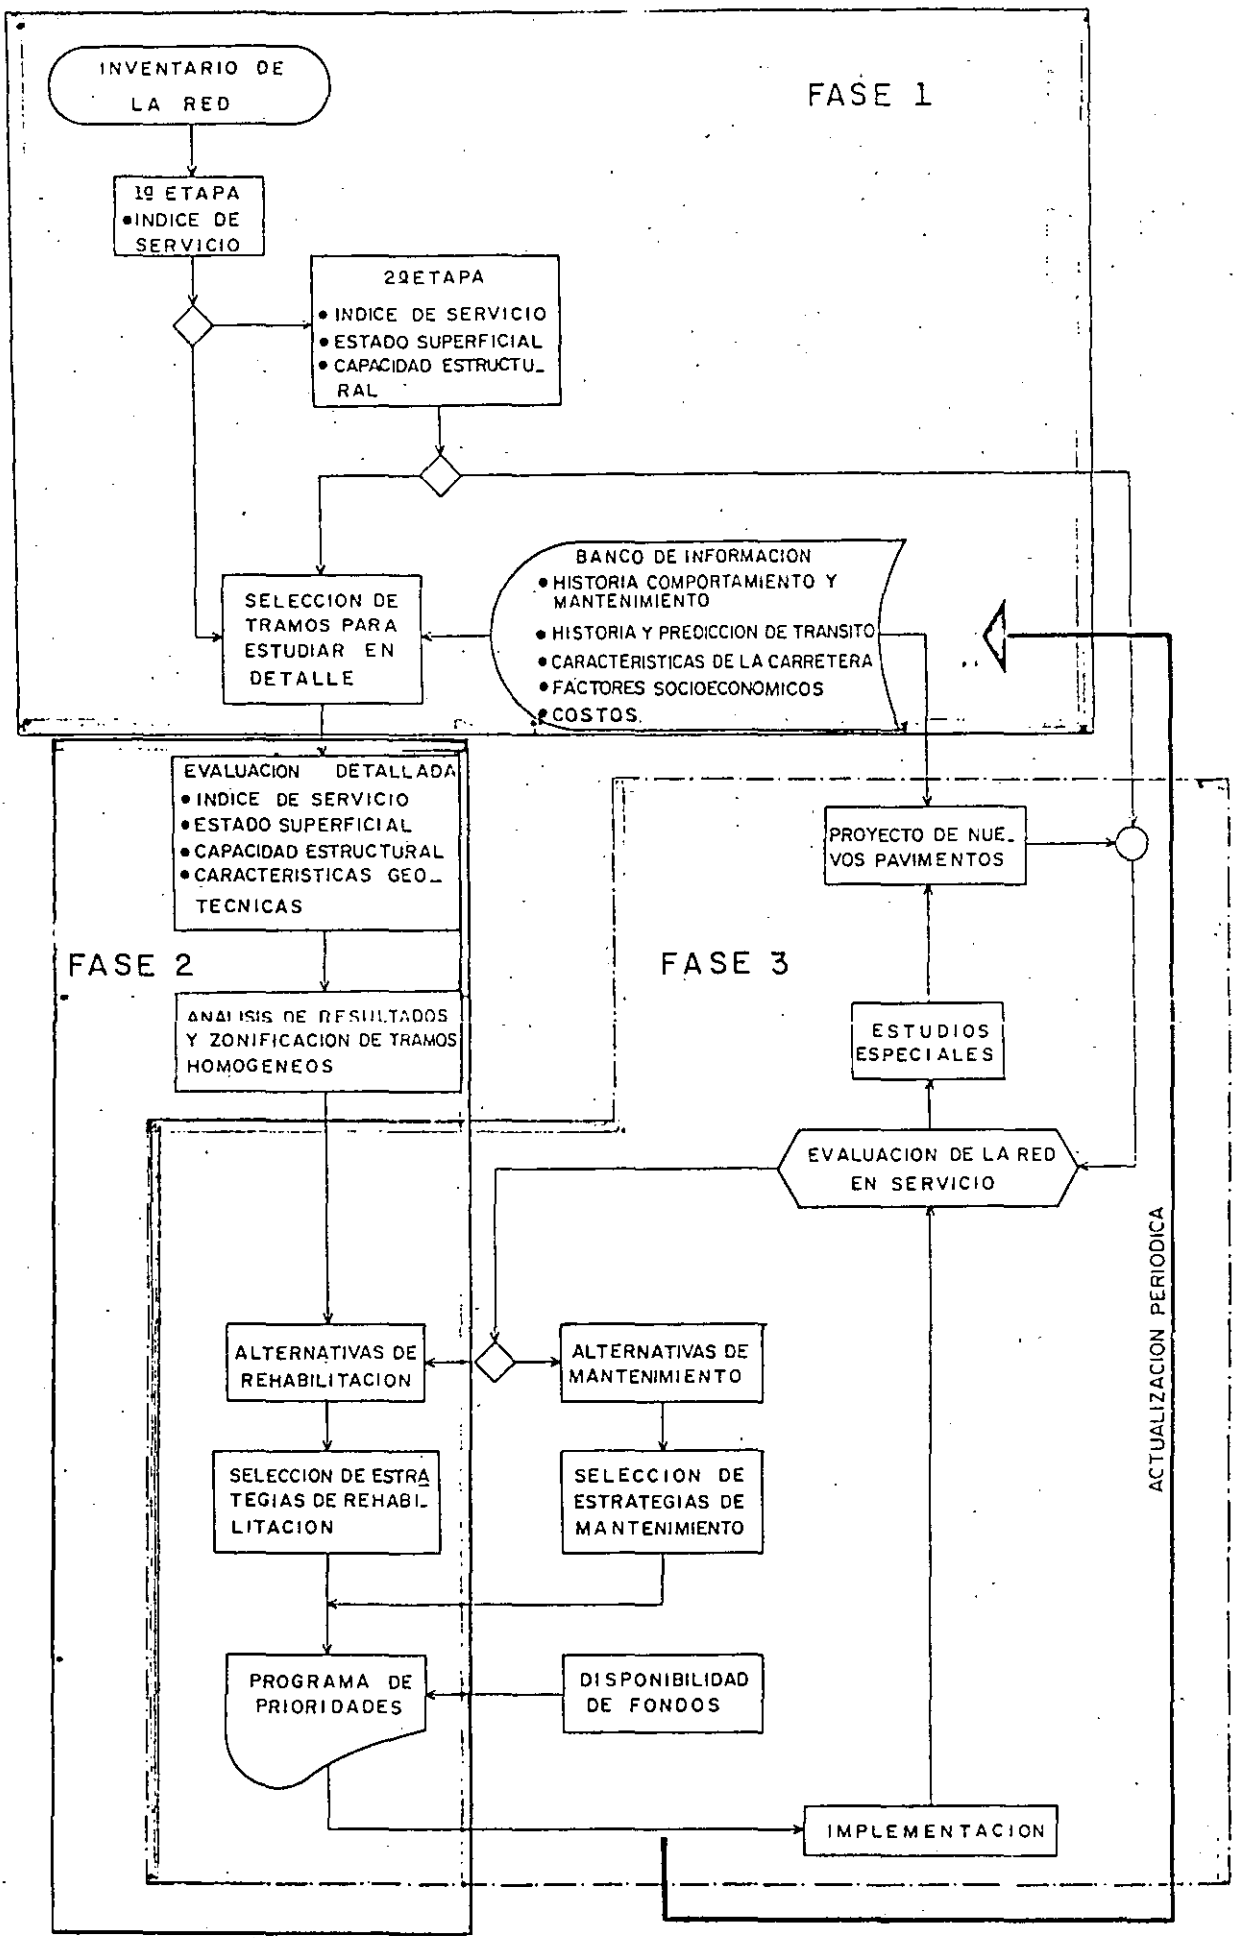 INVENTARIO DE
LA RED
FASE 1
1ª ETAPA
• INDICE DE
SERVICIO
2ª ETAPA
• INDICE DE SERVICIO
• ESTADO SUPERFICIAL
• CAPACIDAD ESTRUCTU_
RAL
BANCO DE INFORMACION
• HISTORIA COMPORTAMIENTO Y
MANTENIMIENTO
• HISTORIA Y PREDICCION DE TRANSITO
• CARACTERISTICAS DE LA CARRETERA
• FACTORES SOCIOECONOMICOS
• COSTOS.
SELECCION DE
TRAMOS PARA
ESTUDIAR EN
DETALLE
EVALUACION DETALLADA
• INDICE DE SERVICIO
• ESTADO SUPERFICIAL
• CAPACIDAD ESTRUCTURAL
• CARACTERISTICAS GEO_
TECNICAS
PROYECTO DE NUE_
VOS PAVIMENTOS
FASE 2
FASE 3
ANALISIS DE RESULTADOS
Y ZONIFICACION DE TRAMOS
HOMOGENEOS
ESTUDIOS
ESPECIALES
EVALUACION DE LA RED
EN SERVICIO
ACTUALIZACION PERIODICA
ALTERNATIVAS DE
REHABILITACION
ALTERNATIVAS DE
MANTENIMIENTO
SELECCION DE ESTRA
TEGIAS DE REHABI_
LITACION
SELECCION DE
ESTRATEGIAS DE
MANTENIMIENTO
PROGRAMA DE
PRIORIDADES
DISPONIBILIDAD
DE FONDOS
IMPLEMENTACION